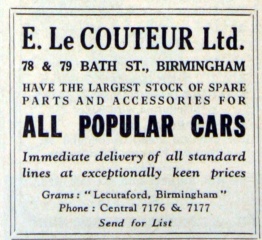 E. Le COUTEUR Ltd.
78 & 79 BATH ST., BIRMINGHAM
HAVE THE LARGEST STOCK OF SPARE
PARTS AND ACCESSORIES FOR
ALL POPULAR CARS
Immediate delivery of all standard
lines at exceptionally keen prices
Grams: "Lecutaford, Birmingham"
Phone: Central 7176 & 7177
Send for List